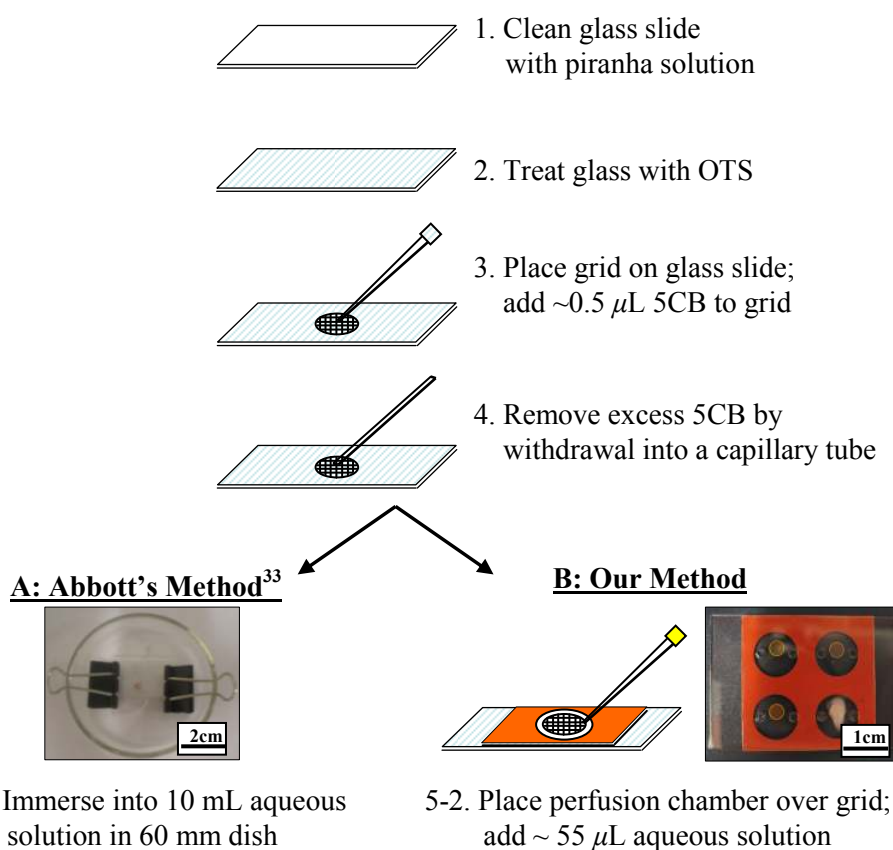 1. Clean glass slide
with piranha solution
2. Treat glass with OTS
3. Place grid on glass slide;
add ~0.5 μL 5CB to grid
4. Remove excess 5CB by
withdrawal into a capillary tube
A: Abbott's Method33
B: Our Method
2cm
1cm
Immerse into 10 mL aqueous
solution in 60 mm dish
5-2. Place perfusion chamber over grid;
add ~ 55 μL aqueous solution